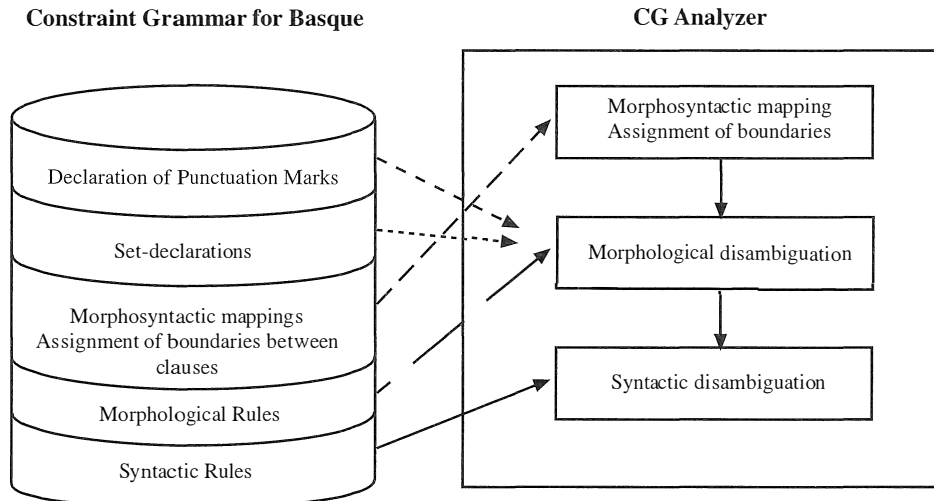 Constraint Grammar for Basque
Declaration of Punctuation Marks
Set-declarations
Morphosyntactic mappings
Assignment of boundaries between
clauses
Morphological Rules
Syntactic Rules
CG Analyzer
Morphosyntactic mapping
Assignment of boundaries
Morphological disambiguation
Syntactic disambiguation